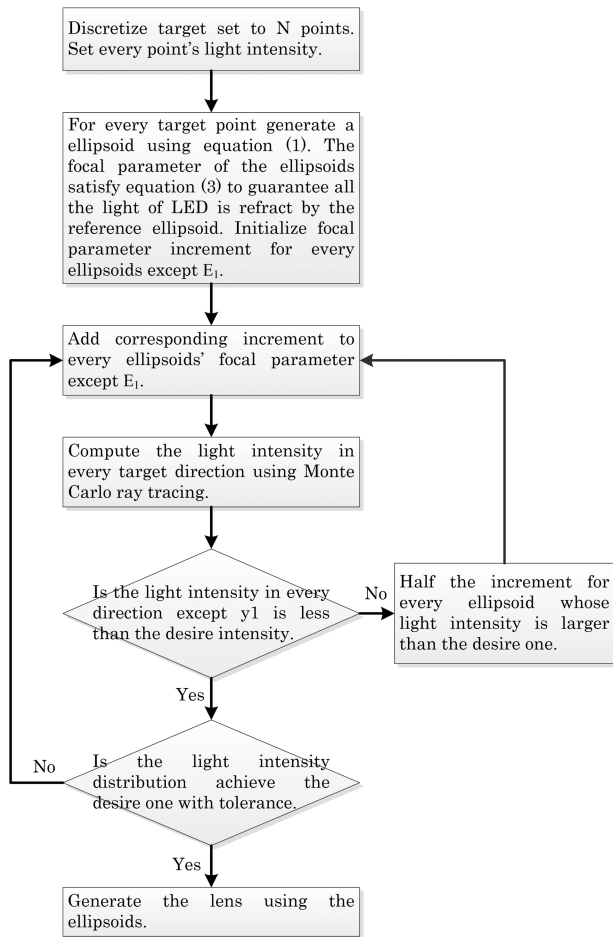 Discretize target set to N points.
Set every point's light intensity.
For every target point generate a
ellipsoid using equation (1). The
focal parameter of the ellipsoids
satisfy equation (3) to guarantee all
the light of LED is refract by the
reference ellipsoid. Initialize focal
parameter increment for every
ellipsoids except E₁.
Add corresponding increment to
every ellipsoids' focal parameter
except E₁.
Compute the light intensity in
every target direction using Monte
Carlo ray tracing.
Is the light intensity in every
direction except y1 is less
than the desire intensity.
No
Half the increment for
every ellipsoid whose
light intensity is larger
than the desire one.
Yes
Is the light intensity
distribution achieve the
desire one with tolerance.
No
Yes
Generate the lens using the
ellipsoids.